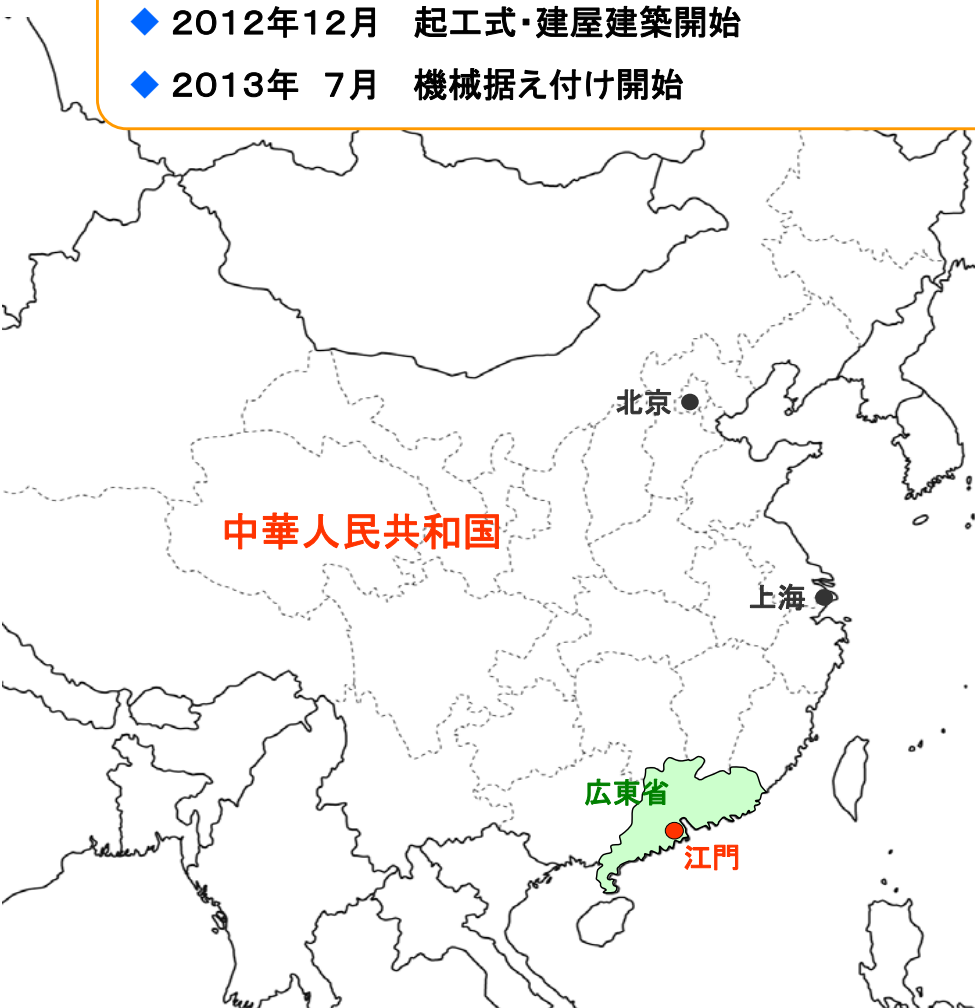 ◆ 2012年12月　起工式・建屋建築開始
◆ 2013年　7月　機械据え付け開始
北京
中華人民共和国
上海
広東省
江門